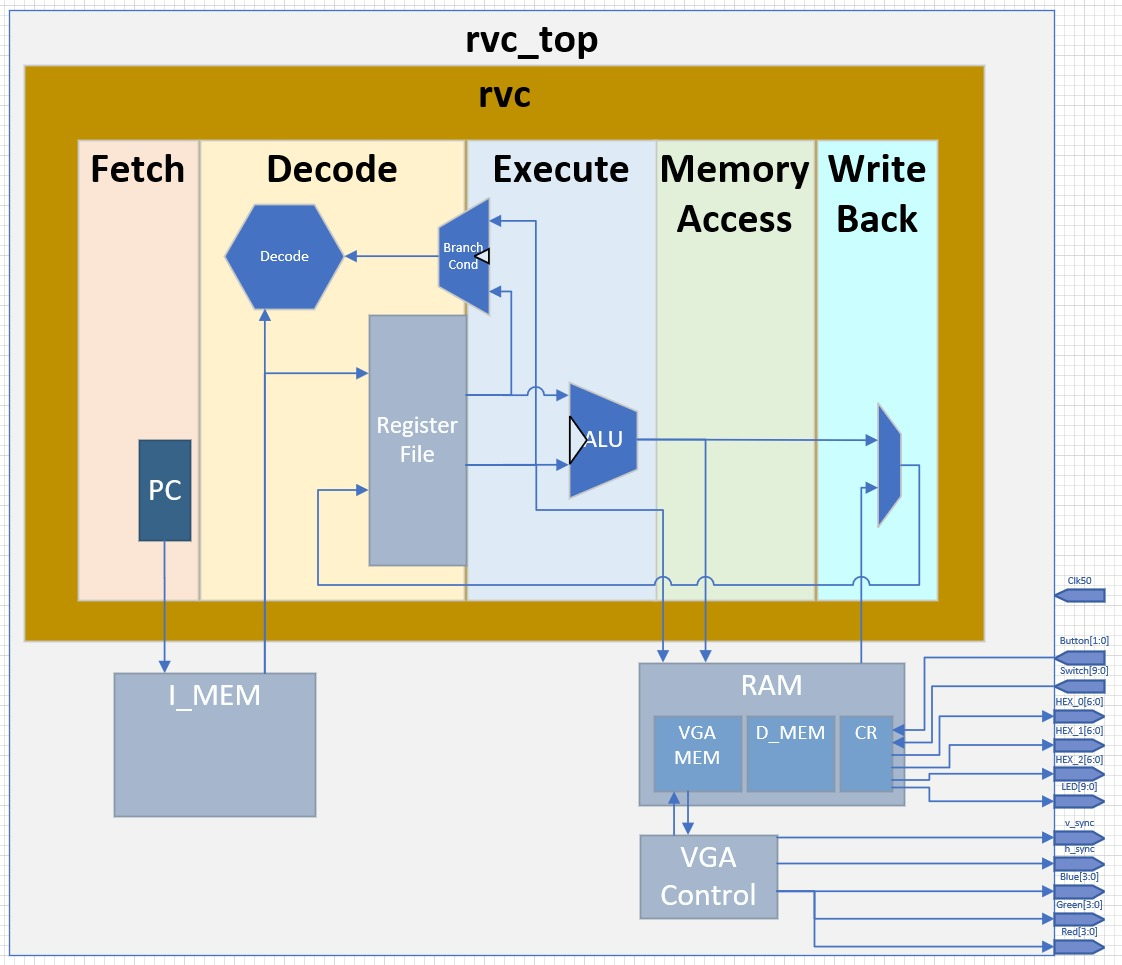 rvc_top
rvc
Fetch
Decode
Execute
Memory
Access
Write
Back
Decode
Branch
Cond
Register
File
ALU
PC
I_MEM
RAM
VGA
MEM
D_MEM
CR
VGA
Control
Clk50
Button[1:0]
Switch[9:0]
HEX_0[6:0]
HEX_1[6:0]
HEX_2[6:0]
LED[9:0]
v_sync
h_sync
Blue[3:0]
Green[3:0]
Red[3:0]